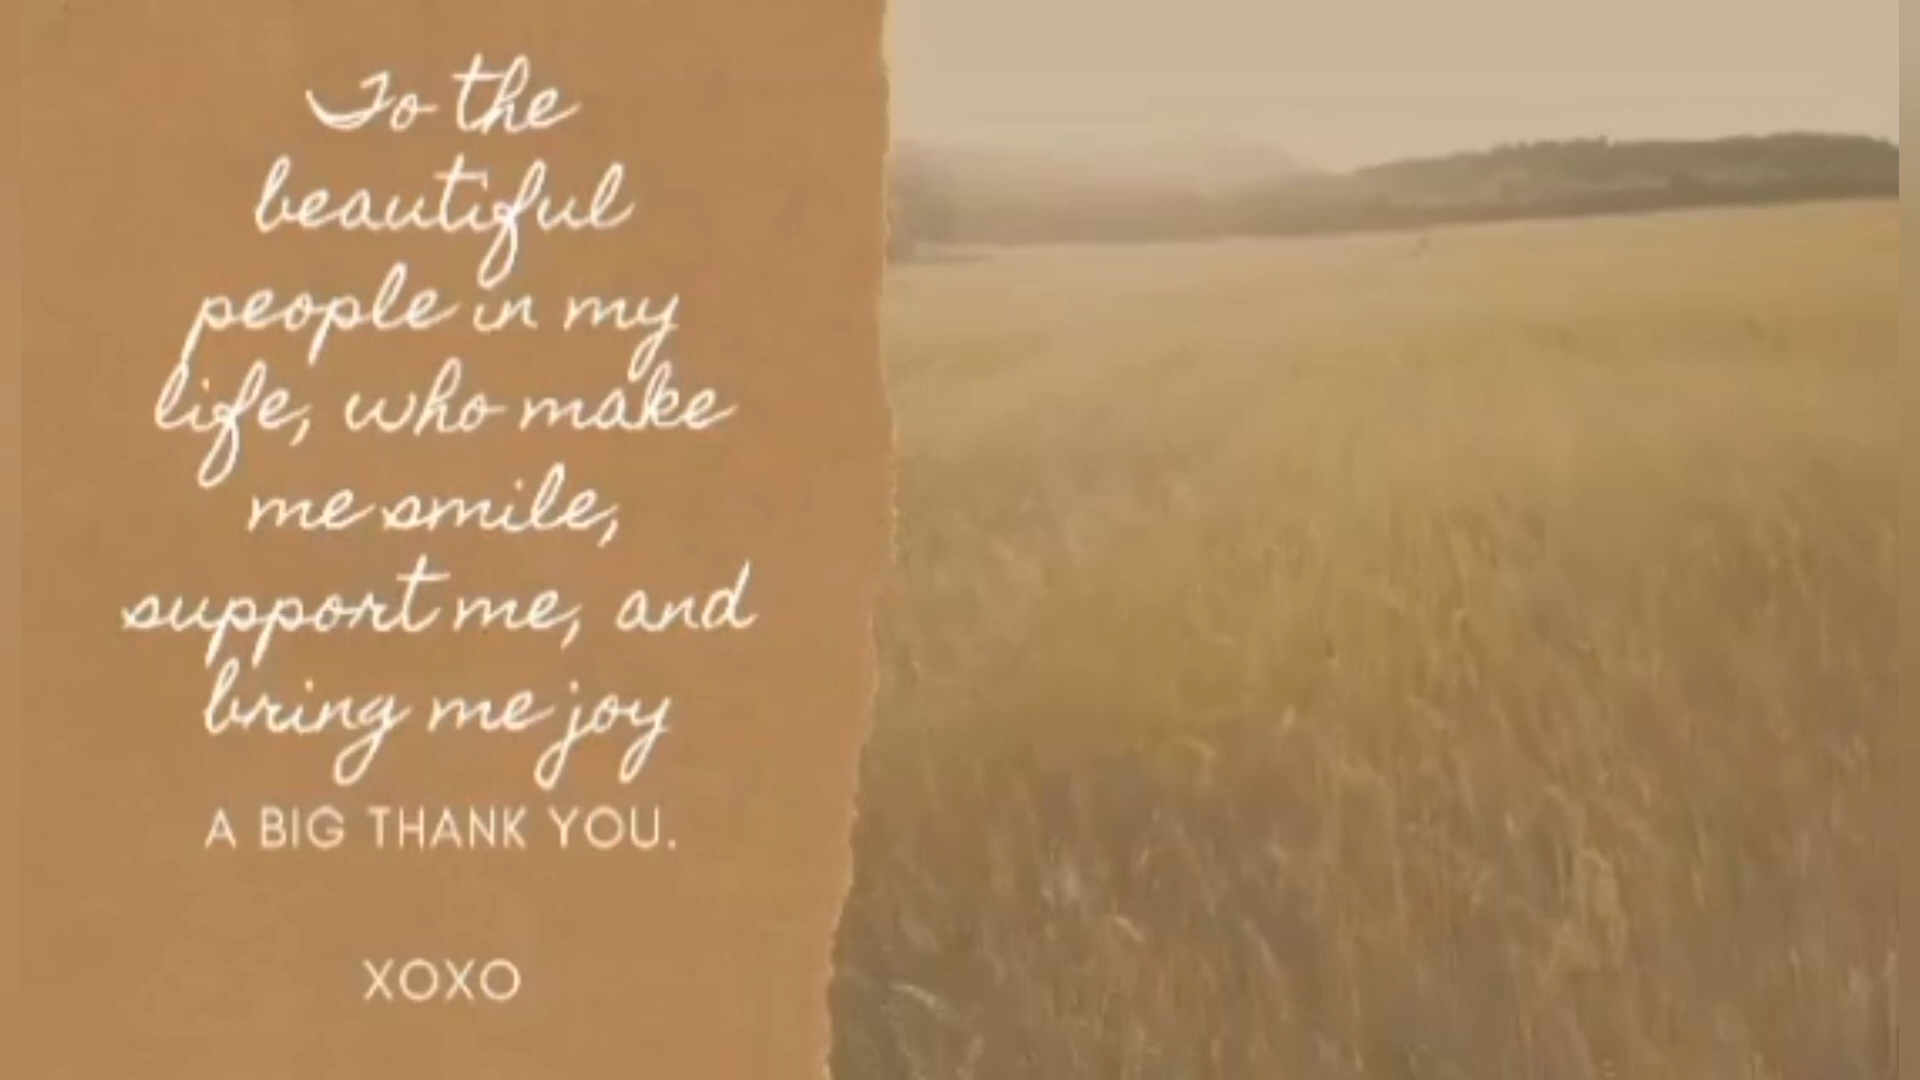 To the
beautiful
people in my
life, who make
me smile,
support me, and
bring me joy
A BIG THANK YOU.
XOXO